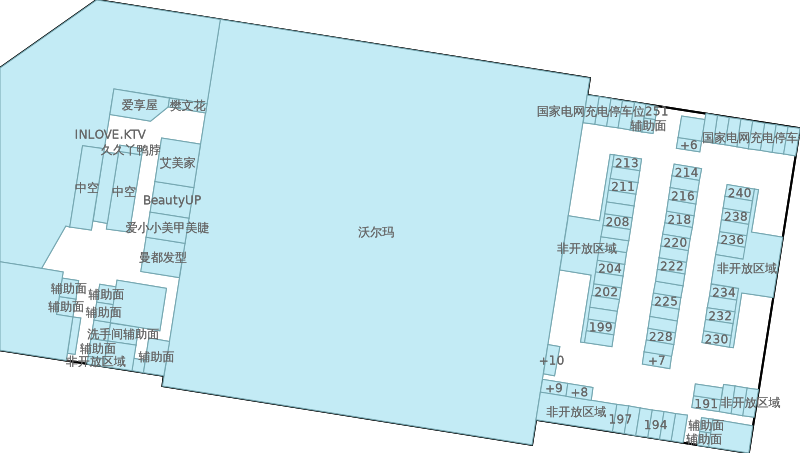 爱享屋
樊文花
INLOVE.KTV
久久丫鸭脖
艾美家
中空
中空
BeautyUP
爱小小美甲美睫
曼都发型
沃尔玛
辅助面
辅助面
辅助面
辅助面
洗手间辅助面
辅助面
非开放区域
辅助面
国家电网充电停车位251
辅助面
国家电网充电停车
+6
213
211
208
非开放区域
204
202
199
214
216
218
220
222
225
228
+7
240
238
236
非开放区域
234
232
230
+10
+9
+8
非开放区域
197
194
191
非开放区域
辅助面
辅助面